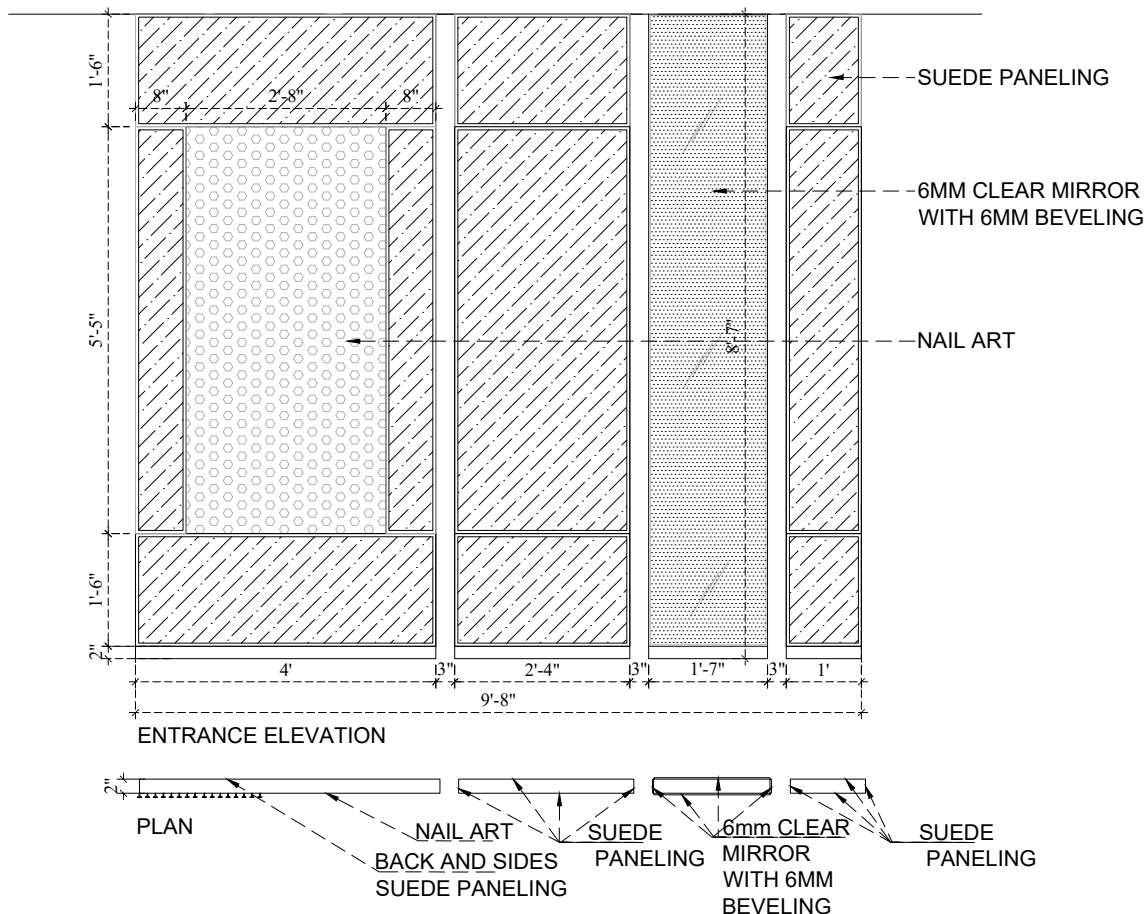 1'-6"
8"
2'-8"
8"
SUEDE PANELING
6MM CLEAR MIRROR
WITH 6MM BEVELING
5'-5"
8'-7"
NAIL ART
1'-6"
2"
4'
3"
2'-4"
3"
1'-7"
3"
1'
9'-8"
ENTRANCE ELEVATION
2"
PLAN
NAIL ART
BACK AND SIDES
SUEDE PANELING
SUEDE
PANELING
6mm CLEAR
MIRROR
WITH 6MM
BEVELING
SUEDE
PANELING